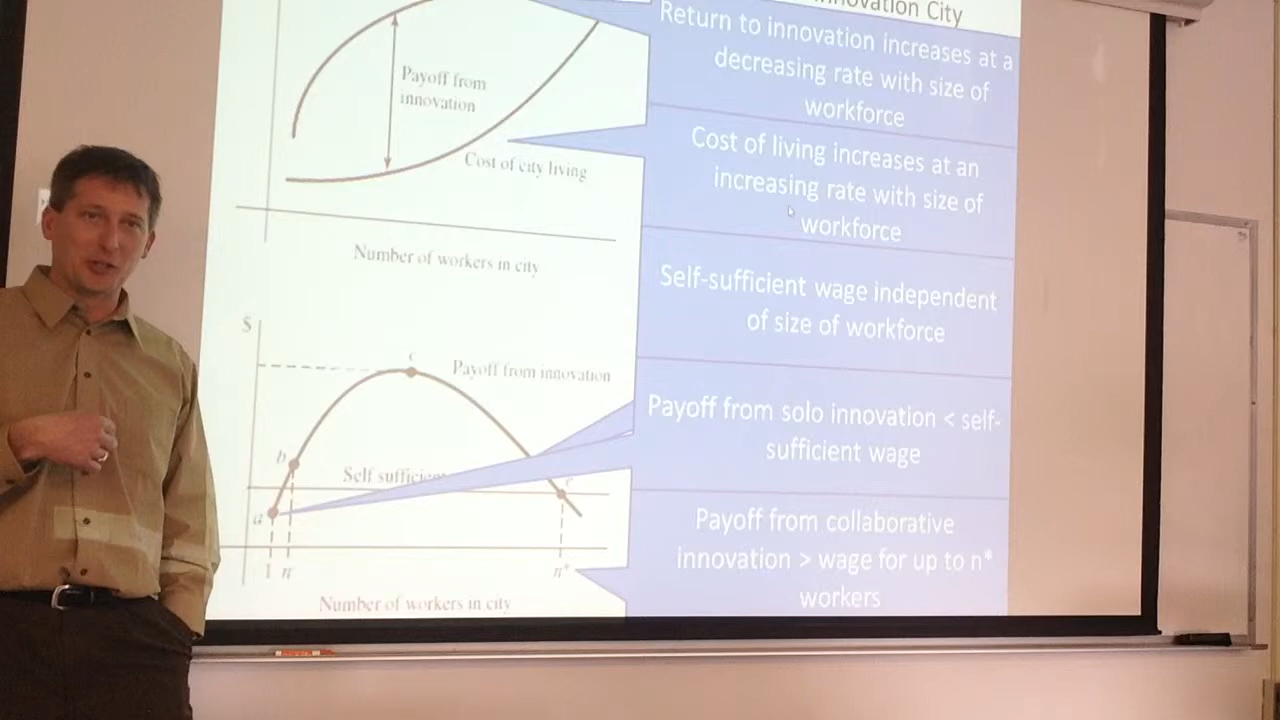 Innovation City
Return to innovation increases at a
decreasing rate with size of
workforce
Payoff from
innovation
Cost of city living
Cost of living increases at an
increasing rate with size of
workforce
Number of workers in city
Self-sufficient wage independent
of size of workforce
$
c
Payoff from innovation
b
Self sufficient
e
a
1 n n*
Number of workers in city
Payoff from solo innovation < self-
sufficient wage
Payoff from collaborative
innovation > wage for up to n*
workers